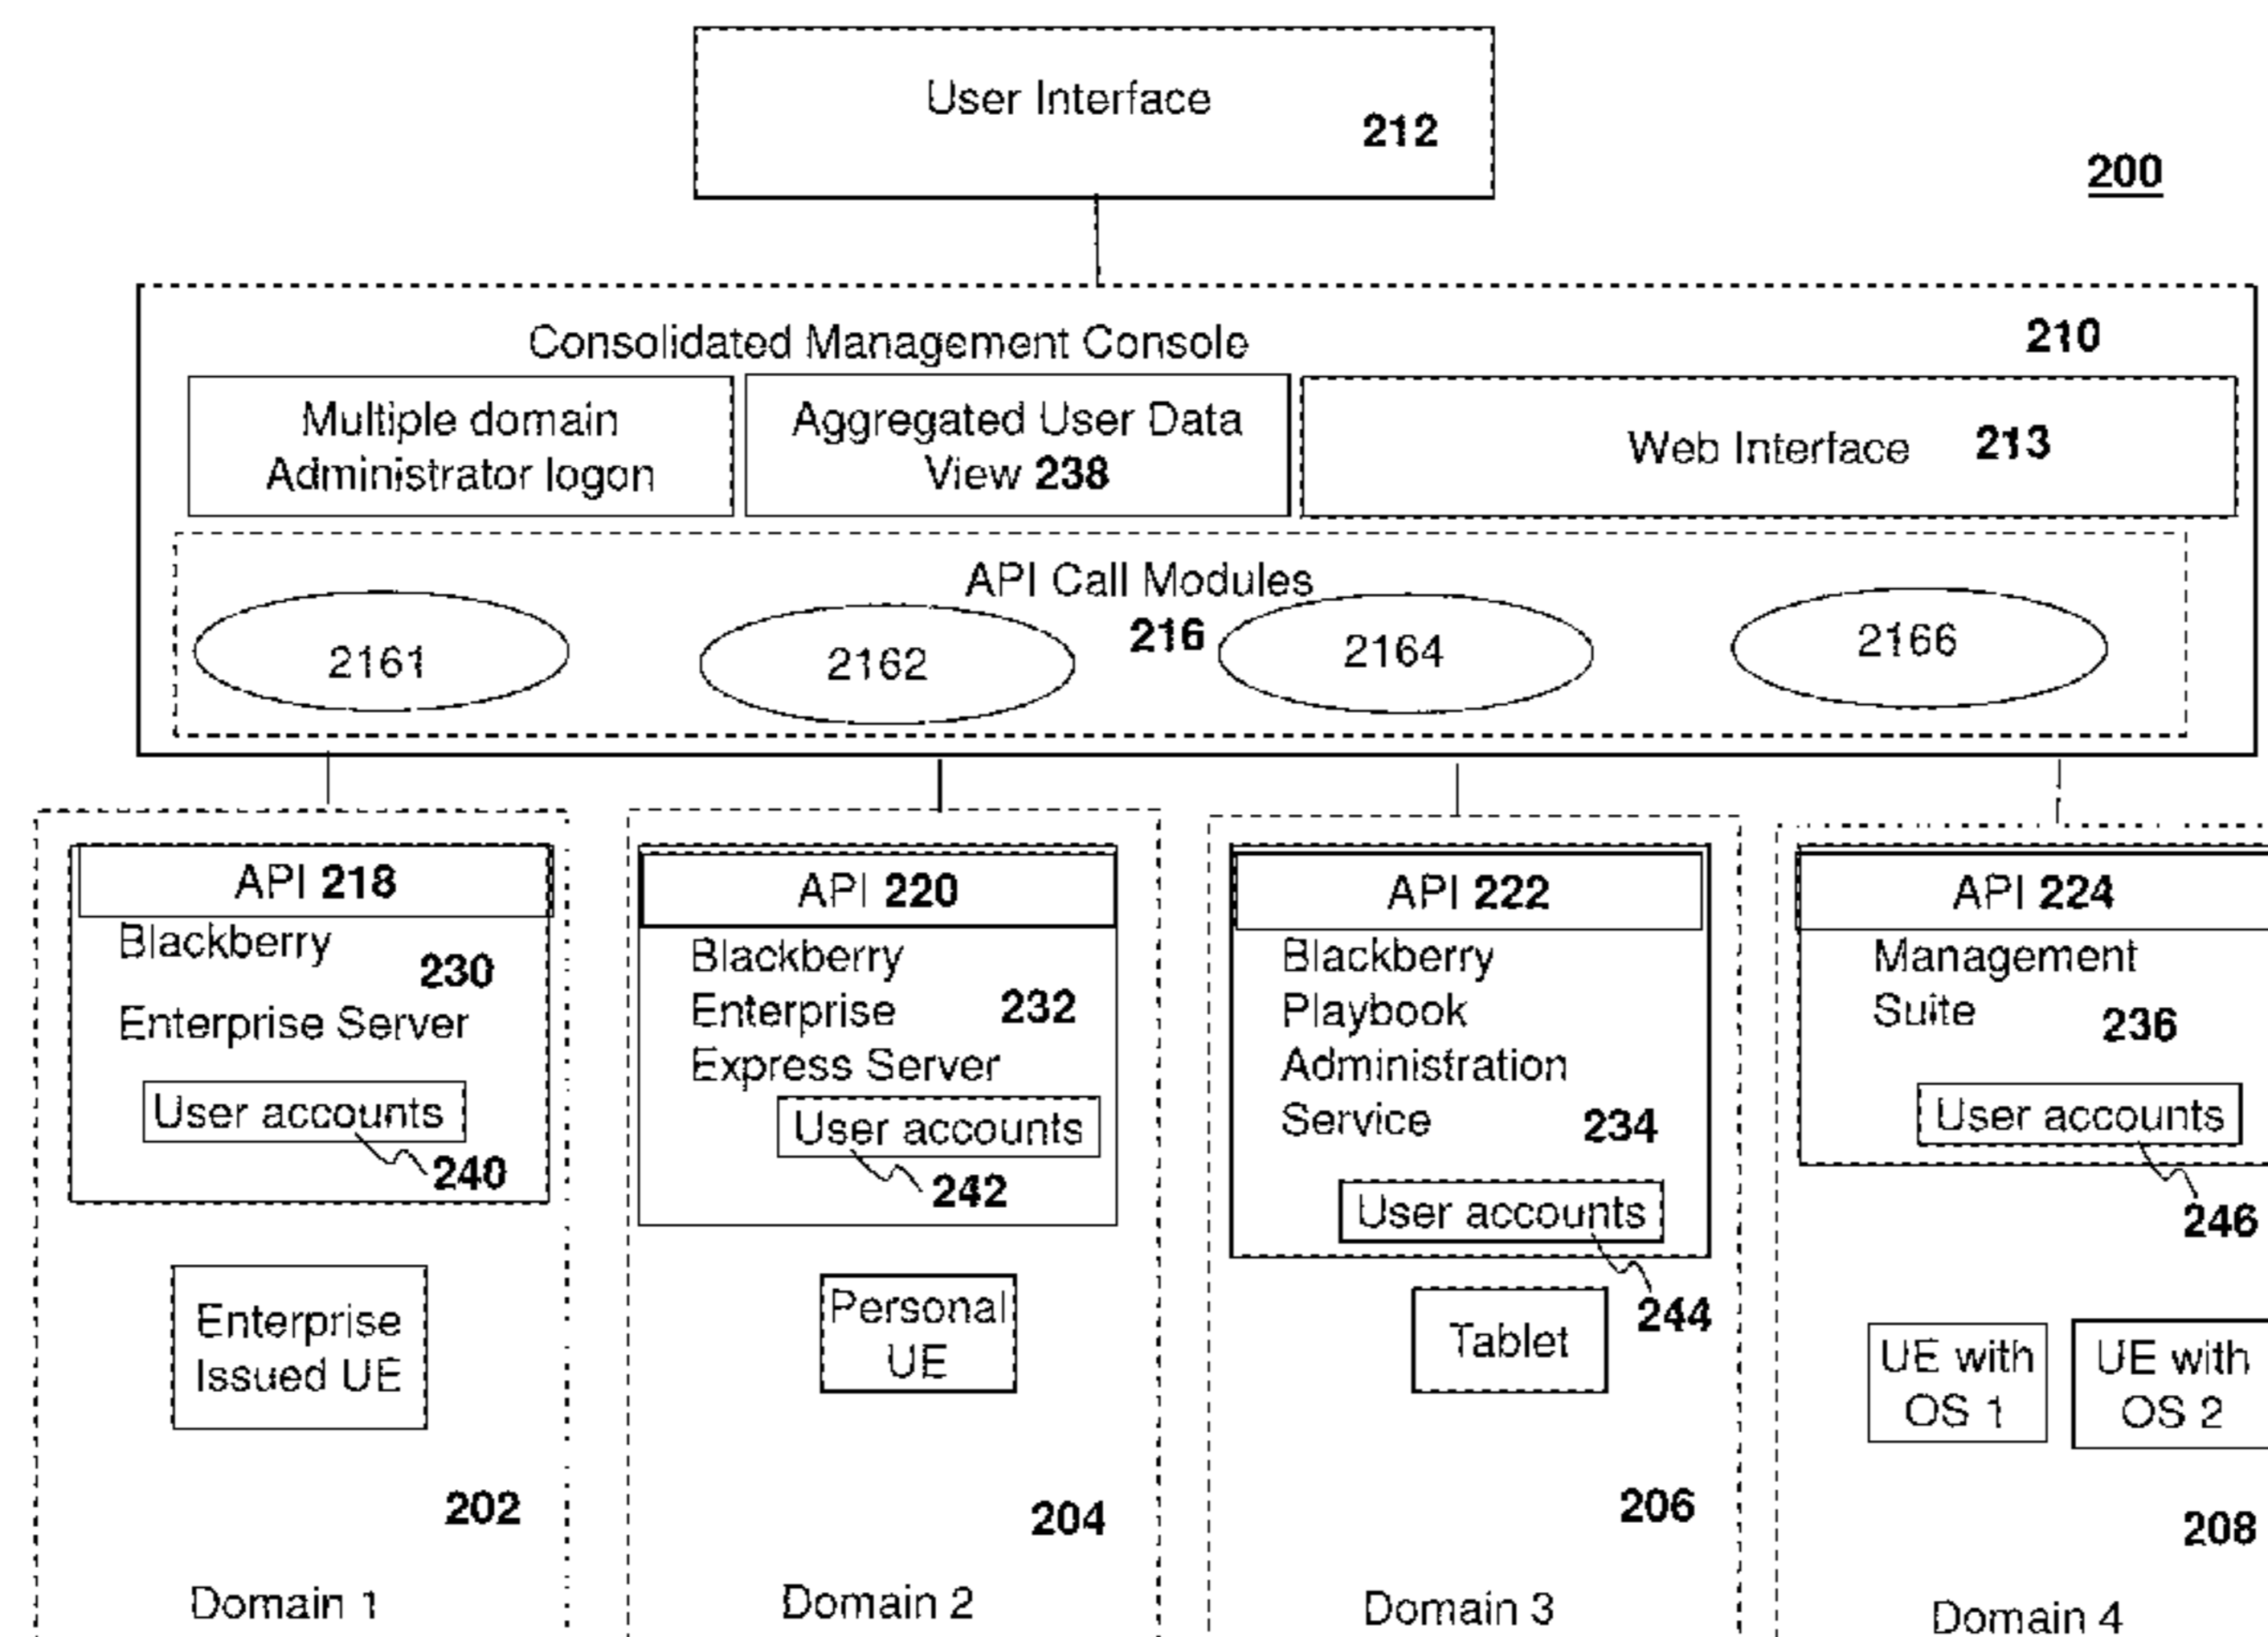 User Interface
212
200
Consolidated Management Console
210
Multiple domain
Administrator logon
Aggregated User Data
View 238
Web Interface 213
API Call Modules
216
2161
2162
2164
2166
API 218
Blackberry
230
Enterprise Server
User accounts
240
Enterprise
Issued UE
202
Domain 1
API 220
Blackberry
Enterprise 232
Express Server
User accounts
242
Personal
UE
204
Domain 2
API 222
Blackberry
Playbook
Administration
Service 234
User accounts
244
Tablet
206
Domain 3
API 224
Management
Suite 236
User accounts
246
UE with
OS 1
UE with
OS 2
208
Domain 4